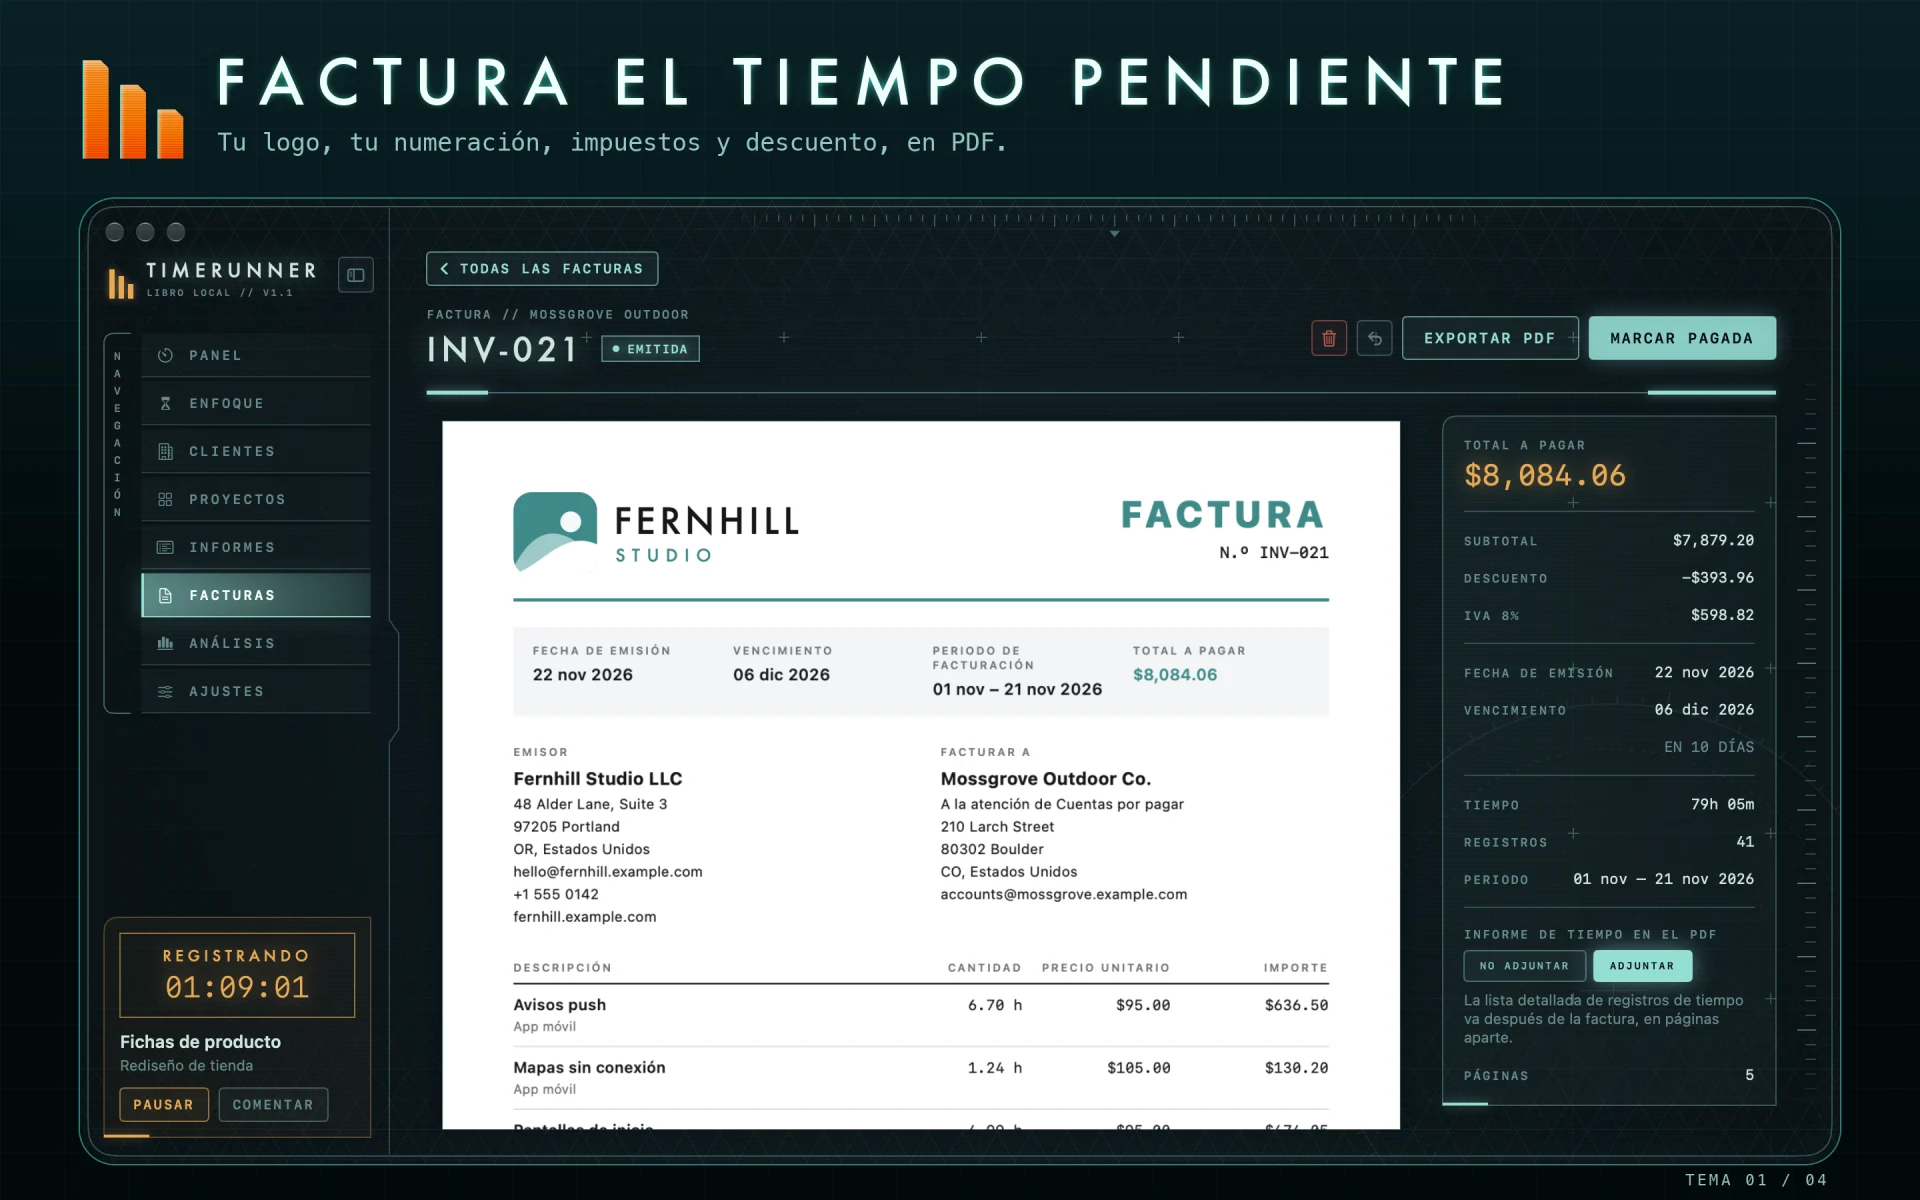 FACTURA EL TIEMPO PENDIENTE
Tu logo, tu numeración, impuestos y descuento, en PDF.
TIMERUNNER
LIBRO LOCAL // V1.1
NAVEGACIÓN
PANEL
ENFOQUE
CLIENTES
PROYECTOS
INFORMES
FACTURAS
ANÁLISIS
AJUSTES
REGISTRANDO
01:09:01
Fichas de producto
Rediseño de tienda
PAUSAR
COMENTAR
TODAS LAS FACTURAS
FACTURA // MOSSGROVE OUTDOOR
INV-021
EMITIDA
EXPORTAR PDF
MARCAR PAGADA
FERNHILL
STUDIO
FACTURA
N.º INV-021
FECHA DE EMISIÓN
22 nov 2026
VENCIMIENTO
06 dic 2026
PERIODO DE
FACTURACIÓN
01 nov – 21 nov 2026
TOTAL A PAGAR
$8,084.06
EMISOR
Fernhill Studio LLC
48 Alder Lane, Suite 3
97205 Portland
OR, Estados Unidos
hello@fernhill.example.com
+1 555 0142
fernhill.example.com
FACTURAR A
Mossgrove Outdoor Co.
A la atención de Cuentas por pagar
210 Larch Street
80302 Boulder
CO, Estados Unidos
accounts@mossgrove.example.com
DESCRIPCIÓN CANTIDAD PRECIO UNITARIO IMPORTE
Avisos push 6.70 h $95.00 $636.50
App móvil
Mapas sin conexión 1.24 h $105.00 $130.20
App móvil
Pantallas de inicio
TOTAL A PAGAR
$8,084.06
SUBTOTAL $7,879.20
DESCUENTO −$393.96
IVA 8% $598.82
FECHA DE EMISIÓN 22 nov 2026
VENCIMIENTO 06 dic 2026
EN 10 DÍAS
TIEMPO 79h 05m
REGISTROS 41
PERIODO 01 nov – 21 nov 2026
INFORME DE TIEMPO EN EL PDF
NO ADJUNTAR
ADJUNTAR
La lista detallada de registros de tiempo
va después de la factura, en páginas
aparte.
PÁGINAS 5
TEMA 01 / 04